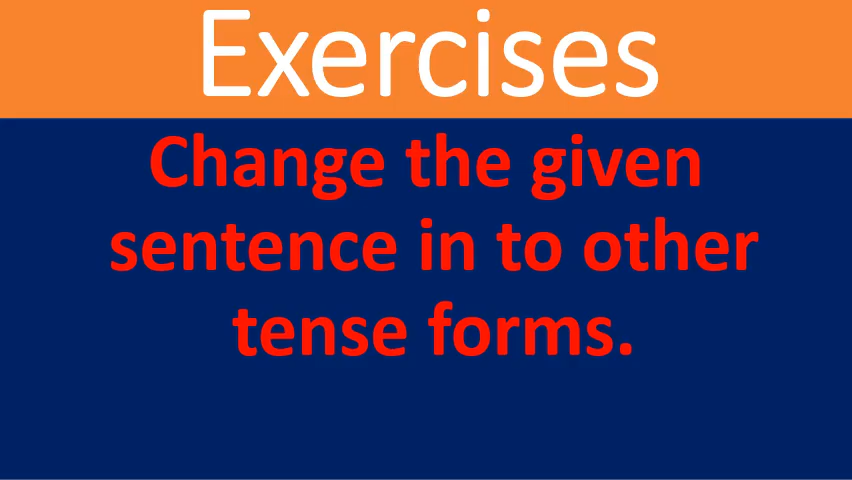 Exercises
Change the given
sentence in to other
tense forms.